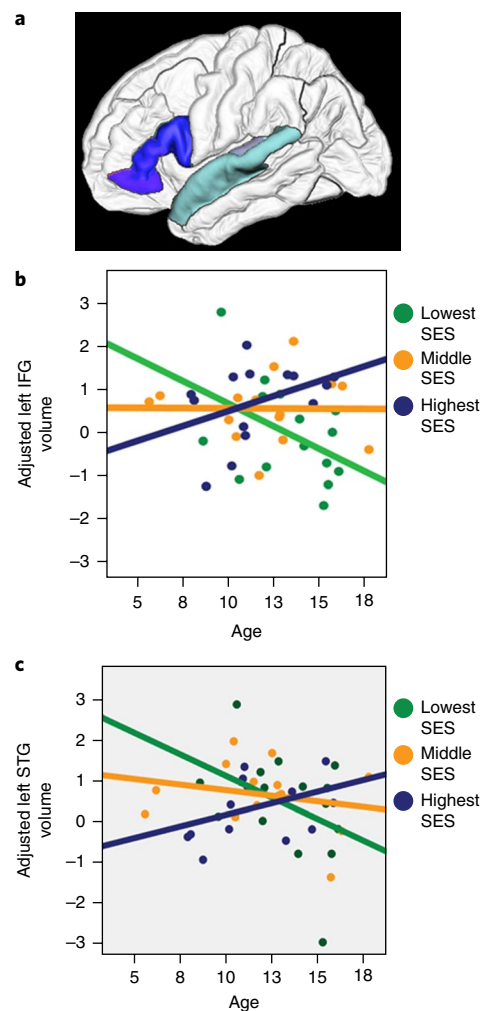 a
b
3
2
1
0
–1
–2
–3
Adjusted left IFG
volume
5 8 10 13 15 18
Age
Lowest
SES
Middle
SES
Highest
SES
c
3
2
1
0
–1
–2
–3
Adjusted left STG
volume
5 8 10 13 15 18
Age
Lowest
SES
Middle
SES
Highest
SES